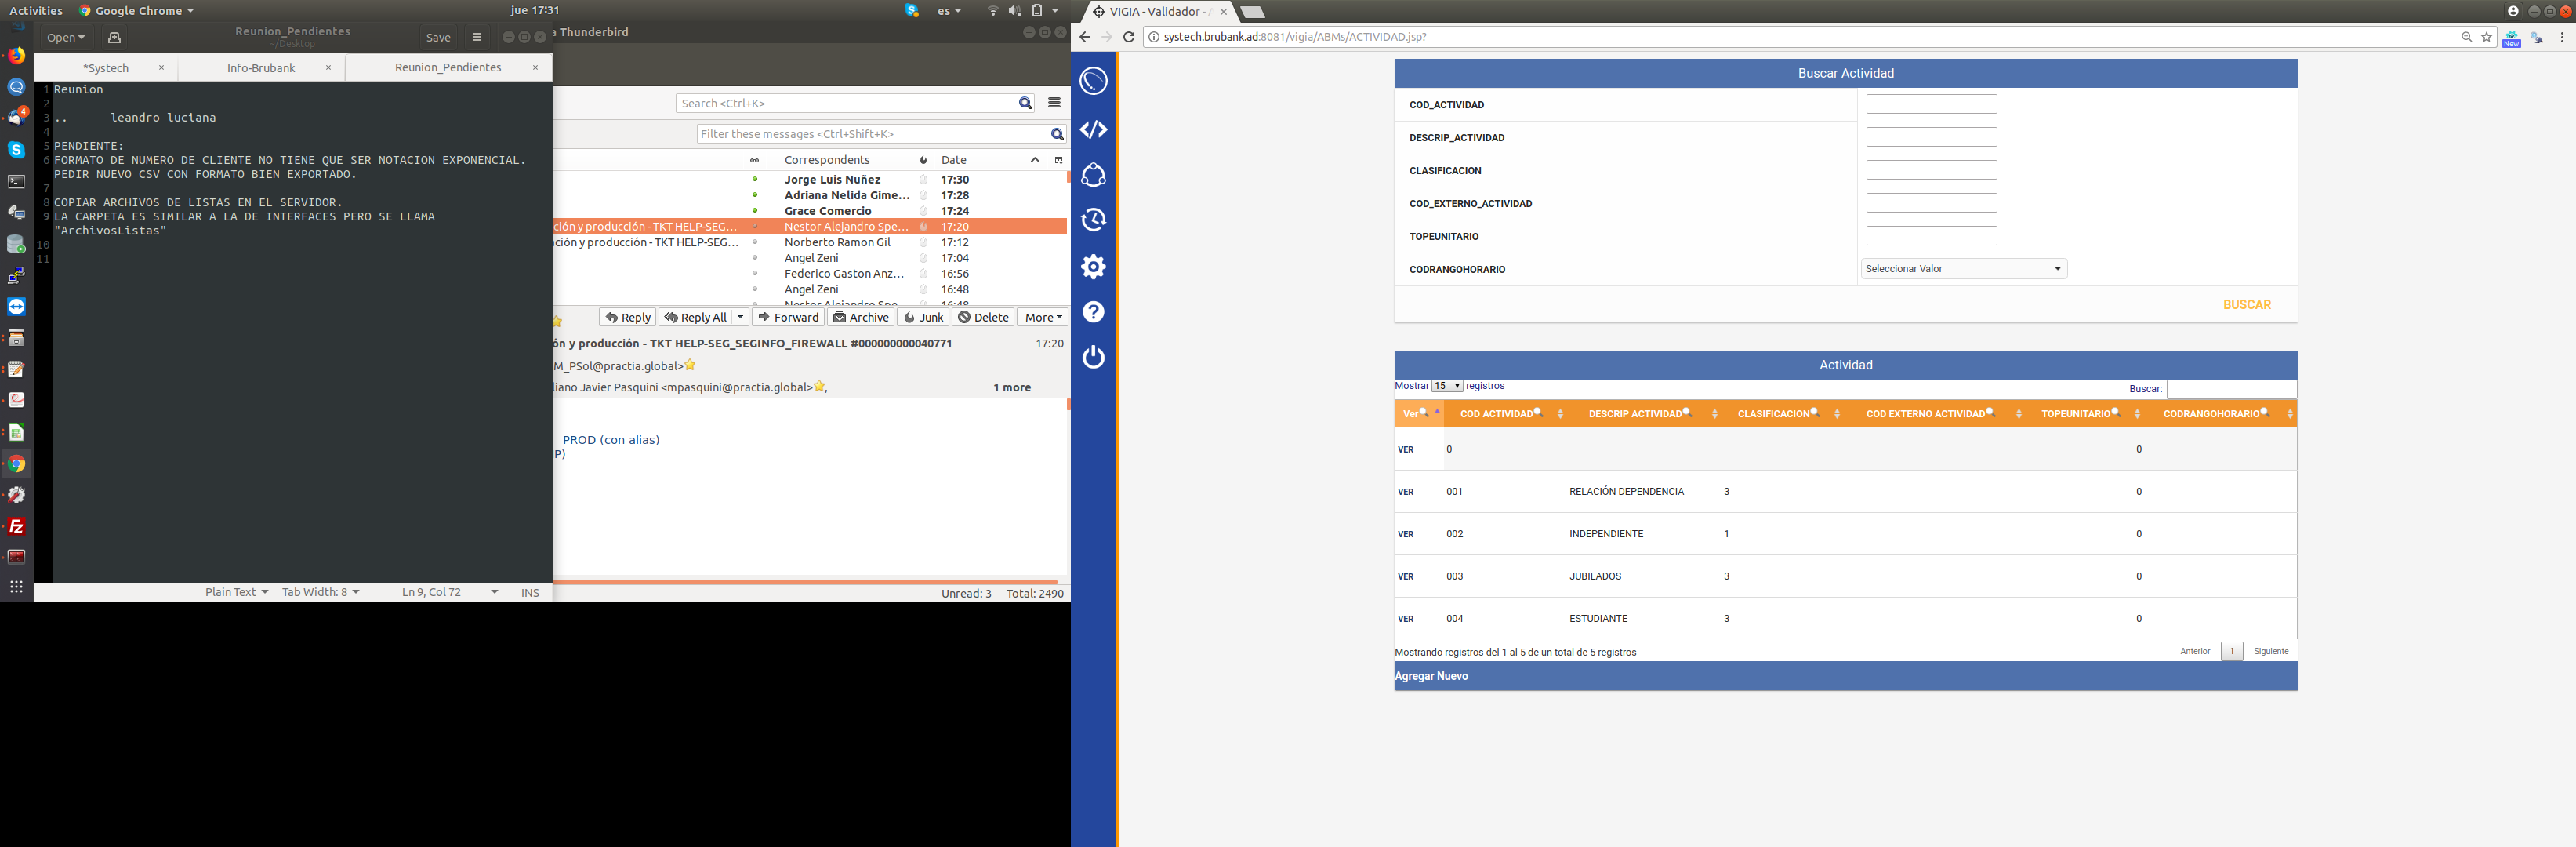 Activities
Google Chrome
jue 17:31
es
Open
Reunion_Pendientes
~/Desktop
Save
*Systech
Info-Brubank
Reunion_Pendientes
1 Reunion
2
3 .. leandro luciana
4
5 PENDIENTE:
6 FORMATO DE NUMERO DE CLIENTE NO TIENE QUE SER NOTACION EXPONENCIAL.
PEDIR NUEVO CSV CON FORMATO BIEN EXPORTADO.
7
8 COPIAR ARCHIVOS DE LISTAS EN EL SERVIDOR.
9 LA CARPETA ES SIMILAR A LA DE INTERFACES PERO SE LLAMA
"ArchivosListas"
10
11
Plain Text
Tab Width: 8
Ln 9, Col 72
INS
4
a Thunderbird
Search <Ctrl+K>
Filter these messages <Ctrl+Shift+K>
Correspondents Date
Jorge Luis Nuñez 17:30
Adriana Nelida Gime... 17:28
Grace Comercio 17:24
ción y producción - TKT HELP-SEG... Nestor Alejandro Spe... 17:20
ación y producción - TKT HELP-SEG... Norberto Ramon Gil 17:12
Angel Zeni 17:04
Federico Gaston Anz... 16:56
Angel Zeni 16:48
Nestor Alejandro Spe... 16:48
Reply Reply All Forward Archive Junk Delete More
ón y producción - TKT HELP-SEG_SEGINFO_FIREWALL #000000000040771 17:20
M_PSol@practia.global>
liano Javier Pasquini <mpasquini@practia.global>, 1 more
PROD (con alias)
IP)
Unread: 3 Total: 2490
VIGIA - Validador - A
systech.brubank.ad:8081/vigia/ABMs/ACTIVIDAD.jsp?
New
Buscar Actividad
COD_ACTIVIDAD
DESCRIP_ACTIVIDAD
CLASIFICACION
COD_EXTERNO_ACTIVIDAD
TOPEUNITARIO
CODRANGOHORARIO
Seleccionar Valor
BUSCAR
Actividad
Mostrar 15 registros
Buscar:
Ver COD ACTIVIDAD DESCRIP ACTIVIDAD CLASIFICACION COD EXTERNO ACTIVIDAD TOPEUNITARIO CODRANGOHORARIO
VER 0 0
VER 001 RELACIÓN DEPENDENCIA 3 0
VER 002 INDEPENDIENTE 1 0
VER 003 JUBILADOS 3 0
VER 004 ESTUDIANTE 3 0
Mostrando registros del 1 al 5 de un total de 5 registros
Anterior 1 Siguiente
Agregar Nuevo